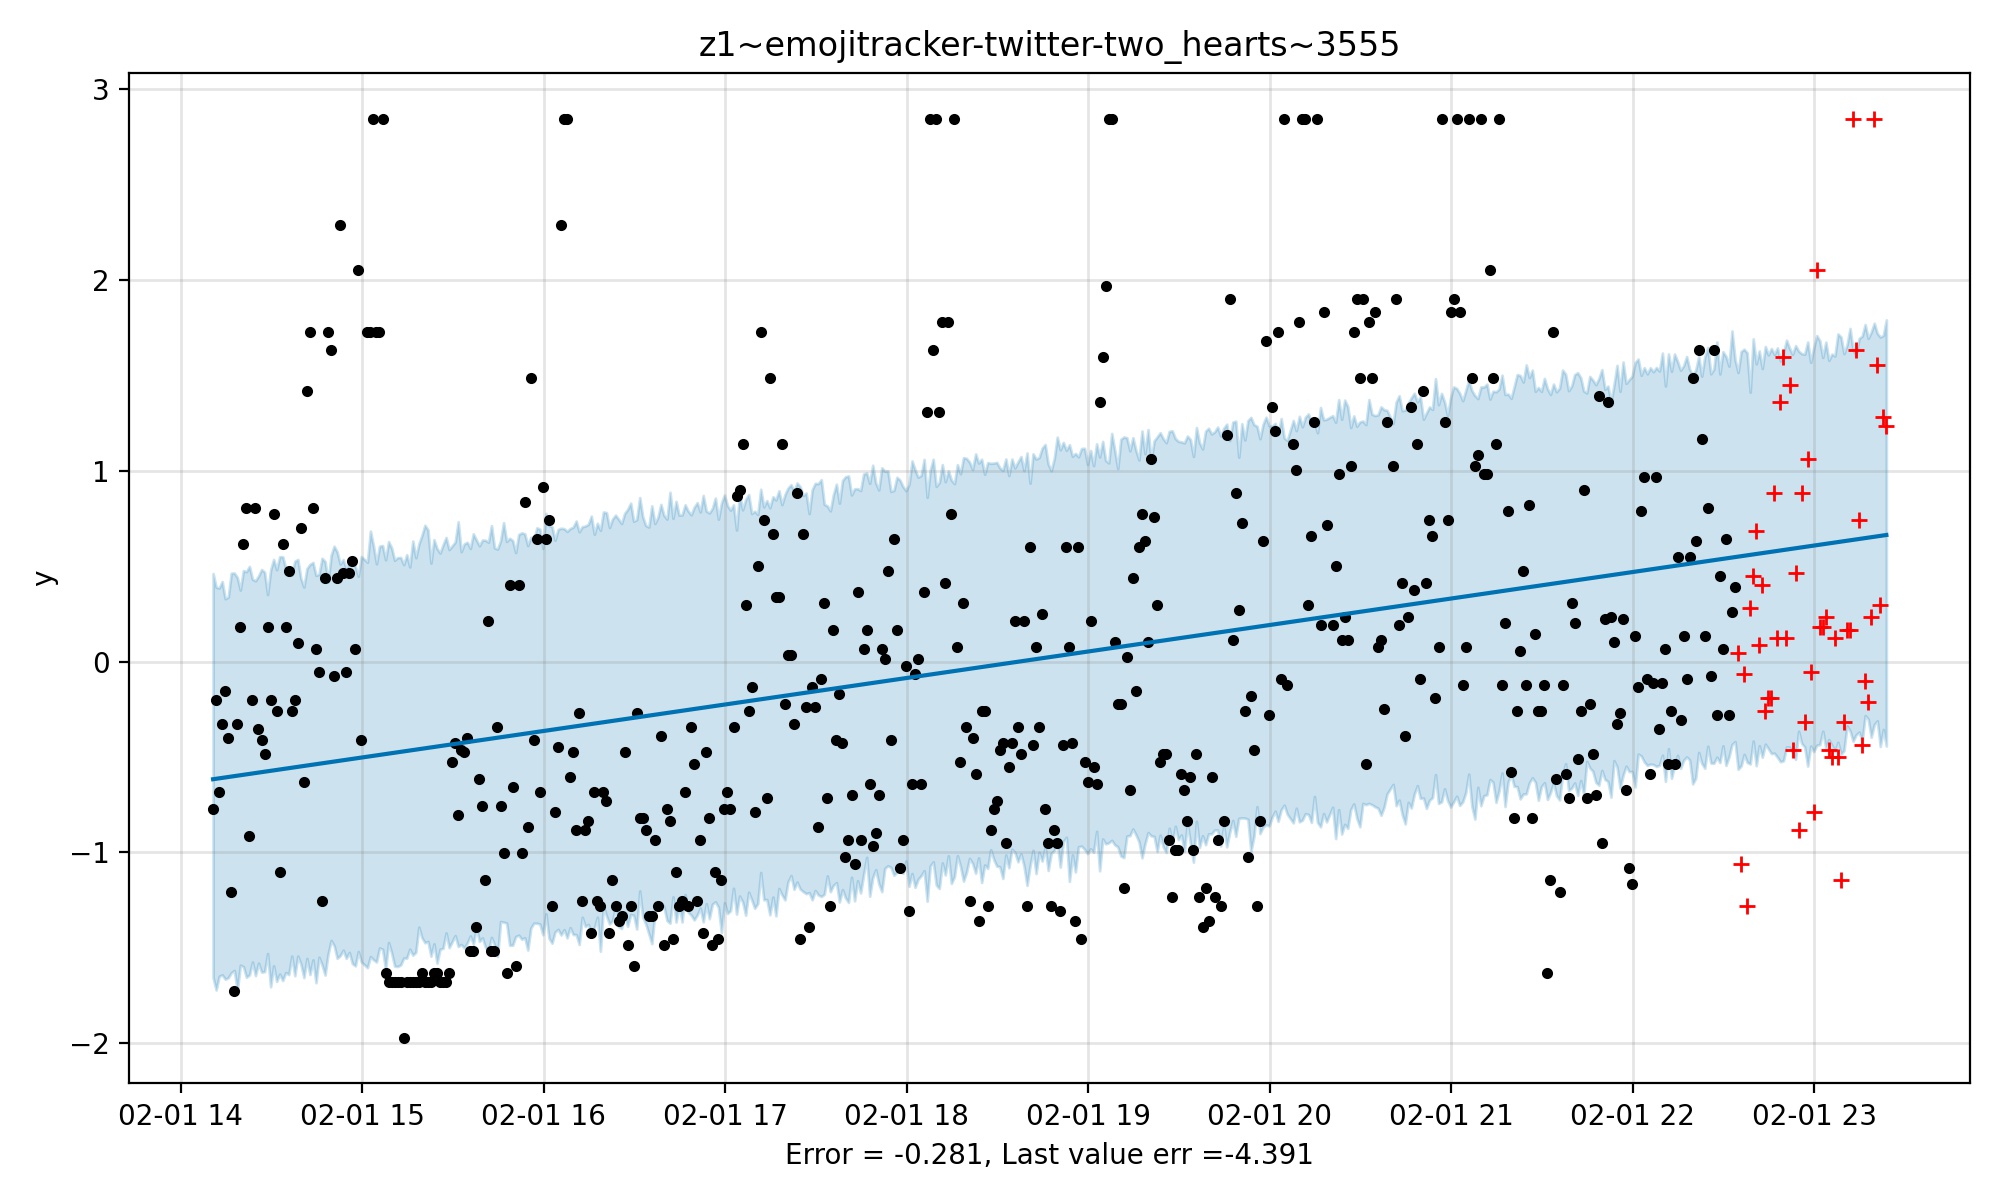 z1~emojitracker-twitter-two_hearts~3555
y
3
2
1
0
−1
−2
02-01 14 02-01 15 02-01 16 02-01 17 02-01 18 02-01 19 02-01 20 02-01 21 02-01 22 02-01 23
Error = -0.281, Last value err =-4.391